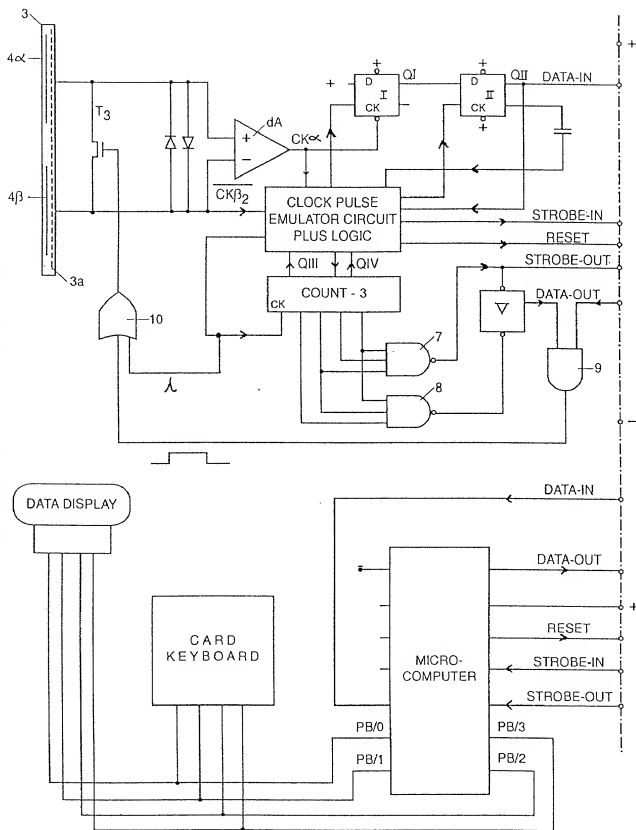 3
4α
T3
4β
3a
+
−
dA
CKα
CKβ2
+
D
I
CK
QI
+
D
II
CK
+
QII
DATA-IN
+
CLOCK PULSE
EMULATOR CIRCUIT
PLUS LOGIC
STROBE-IN
RESET
STROBE-OUT
QIII
QIV
COUNT - 3
CK
DATA-OUT
7
8
9
10
−
DATA DISPLAY
CARD
KEYBOARD
MICRO-
COMPUTER
DATA-IN
DATA-OUT
+
RESET
STROBE-IN
STROBE-OUT
PB/0
PB/1
PB/3
PB/2